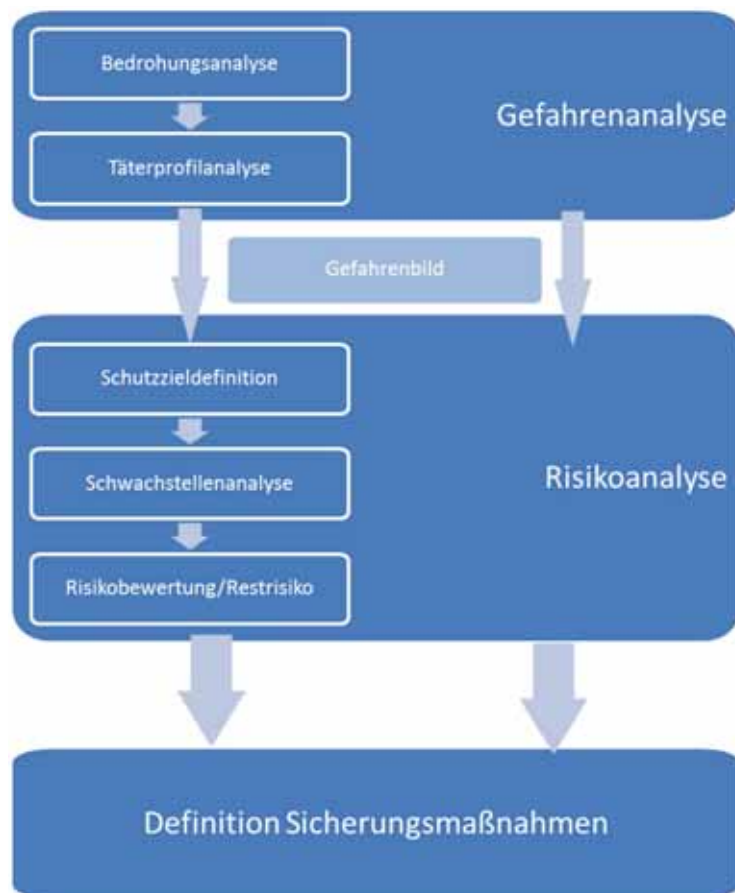 Bedrohungsanalyse
Gefahrenanalyse
Täterprofilanalyse
Gefahrenbild
Schutzzieldefinition
Schwachstellenanalyse
Risikoanalyse
Risikobewertung/Restrisiko
Definition Sicherungsmaßnahmen